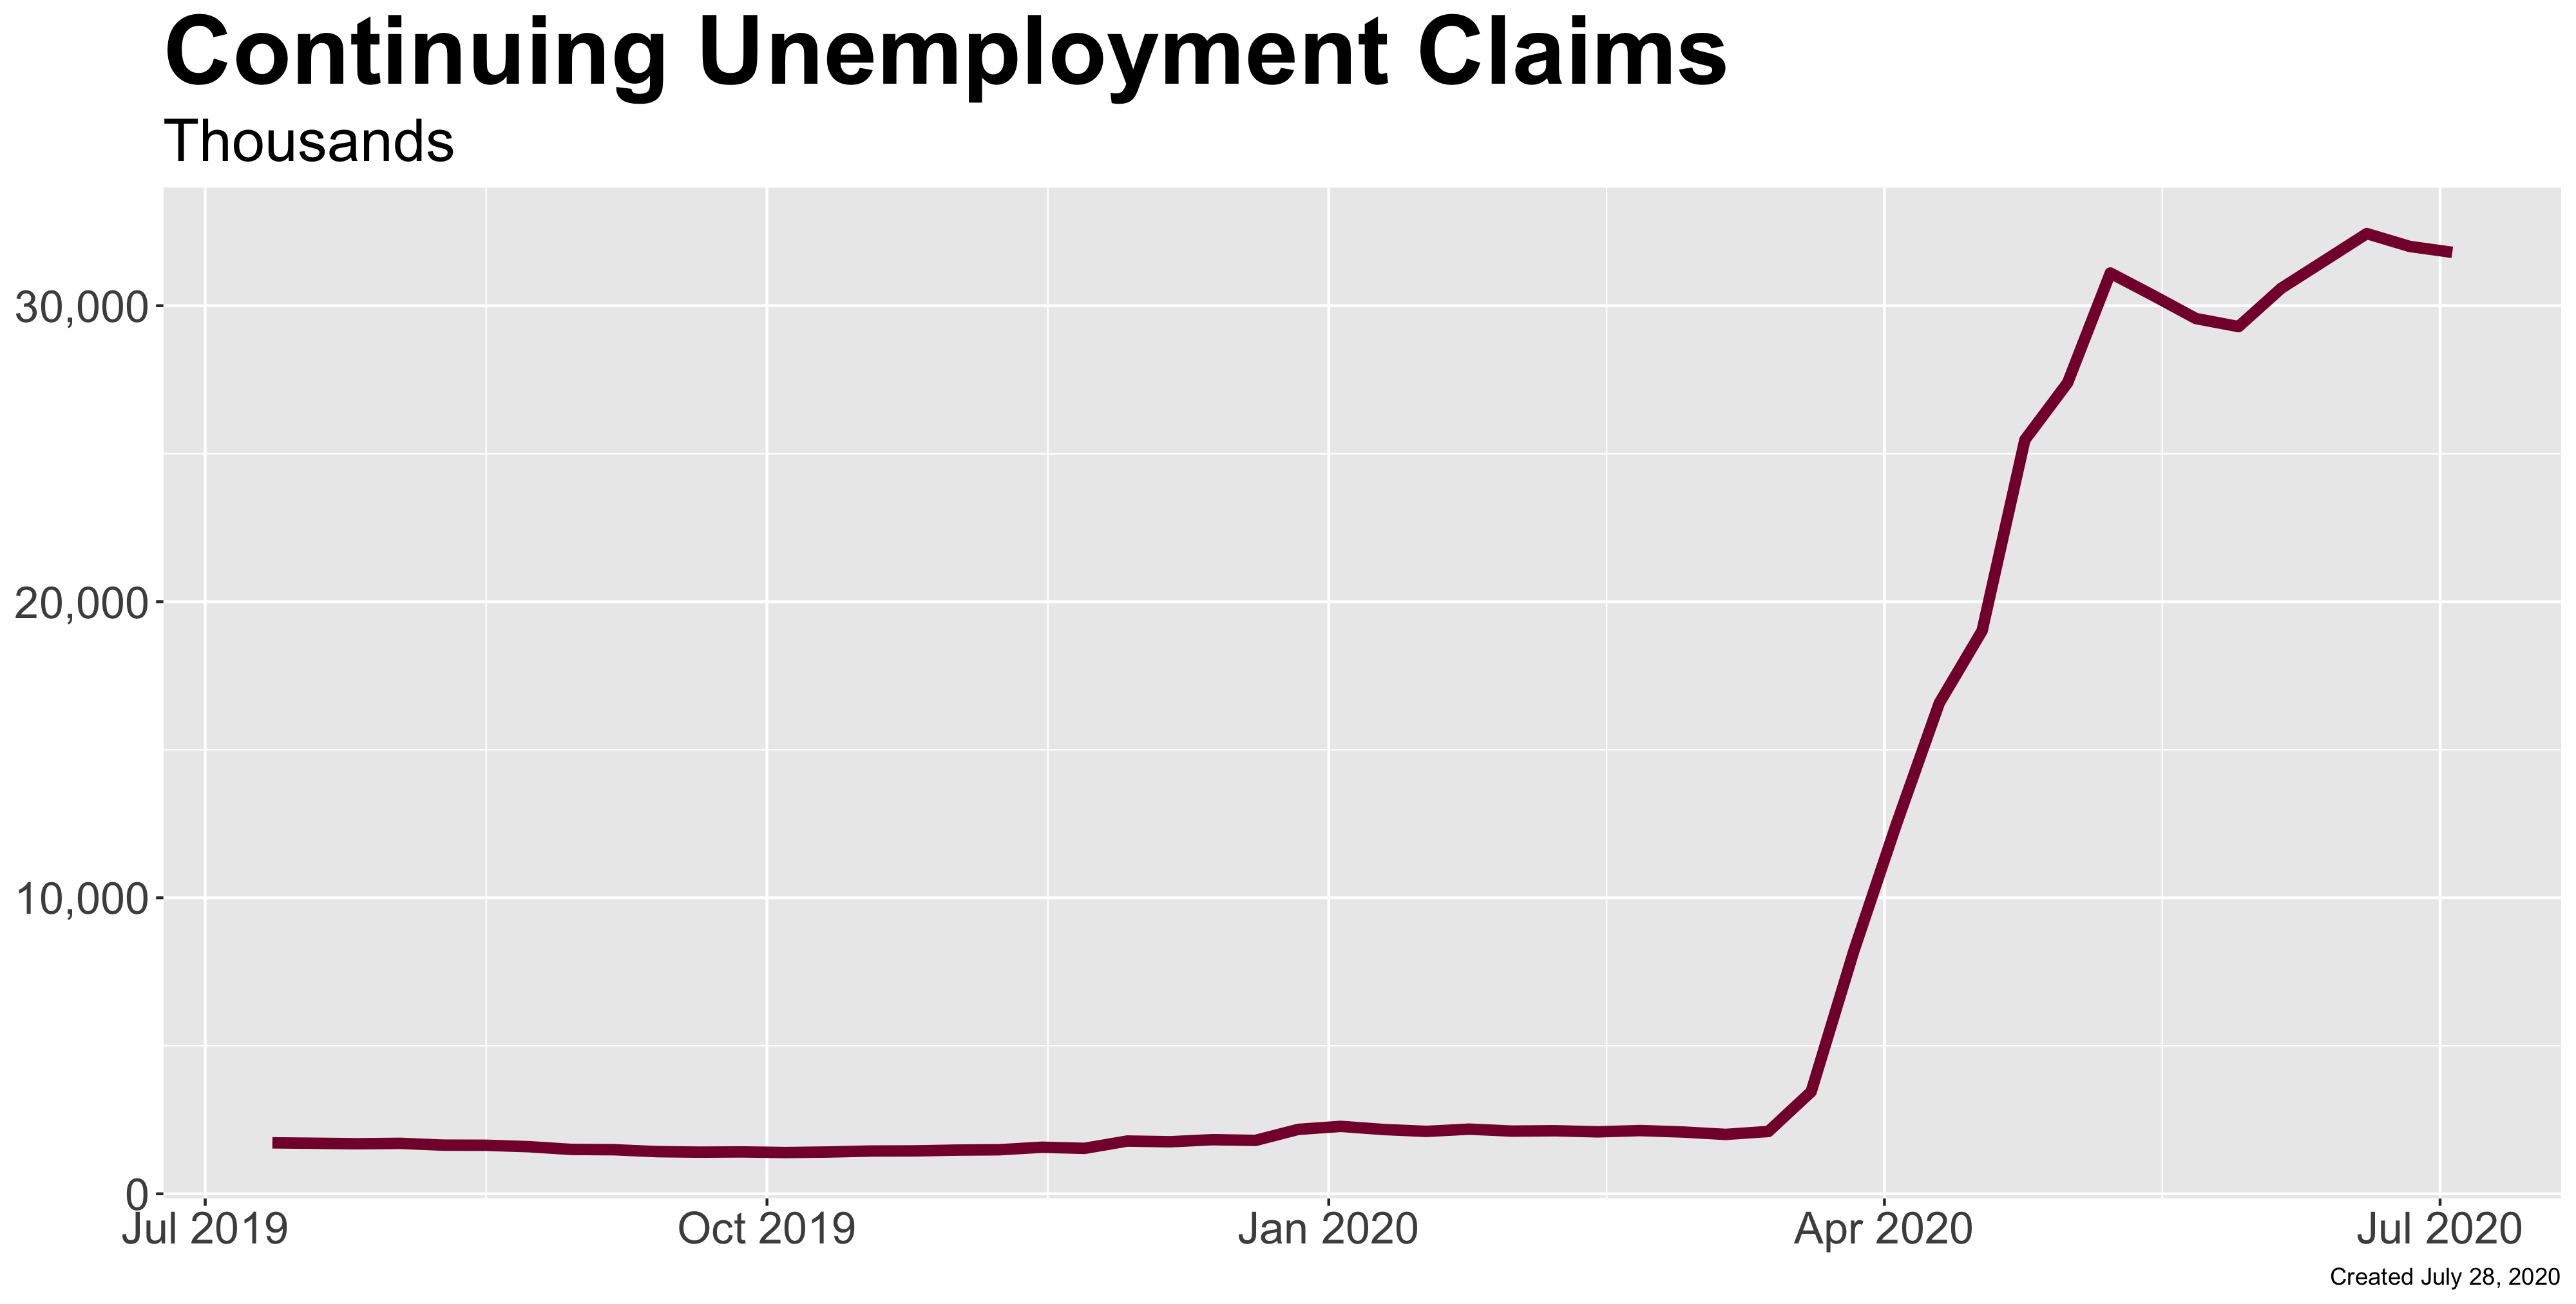 Continuing Unemployment Claims
Thousands
30,000
20,000
10,000
0
Jul 2019 Oct 2019 Jan 2020 Apr 2020 Jul 2020
Created July 28, 2020